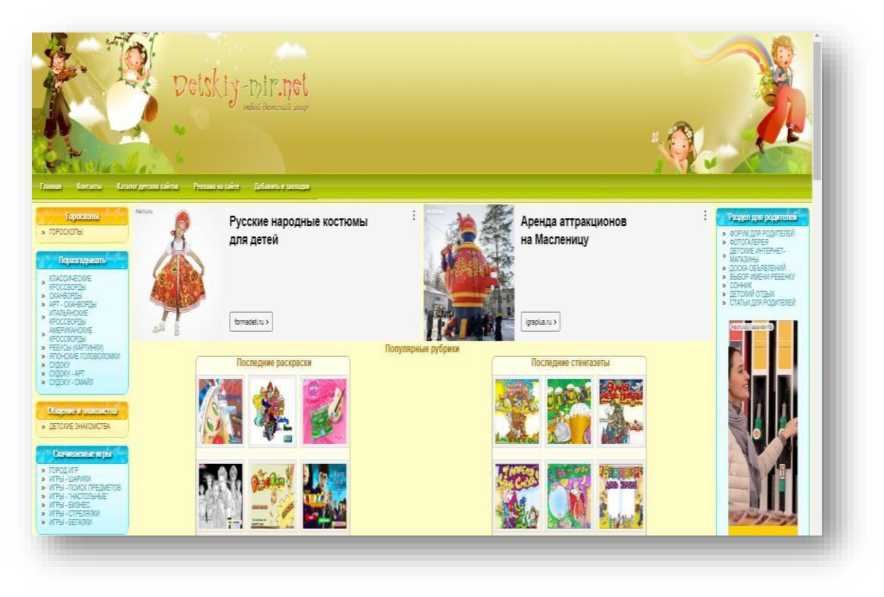 Detskiy-mir.net
твой детский мир
Главная Контакты Каталог детских сайтов Реклама на сайте Добавить в закладки
Гороскопы
» ГОРОСКОПЫ
Поразгадывать
» КЛАССИЧЕСКИЕ
КРОССВОРДЫ
» СКАНВОРДЫ
» АРТ - СКАНВОРДЫ
» ИТАЛЬЯНСКИЕ
КРОССВОРДЫ
» АМЕРИКАНСКИЕ
КРОССВОРДЫ
» РЕБУСЫ (КАРТИНКИ)
» ЯПОНСКИЕ ГОЛОВОЛОМКИ
» СУДОКУ
» СУДОКУ - АРТ
» СУДОКУ - СМАЙЛ
Общение и знакомства
» ДЕТСКИЕ ЗНАКОМСТВА
Скачиваемые игры
» ГОРОД ИГР
» ИГРЫ - ШАРИКИ
» ИГРЫ - ПОИСК ПРЕДМЕТОВ
» ИГРЫ - "НАСТОЛЬНЫЕ"
» ИГРЫ - БИЗНЕС
» ИГРЫ - СТРЕЛЯЛКИ
» ИГРЫ - БЕГАЛКИ
Русские народные костюмы
для детей
formadeti.ru >
Аренда аттракционов
на Масленицу
igraplus.ru >
Популярные рубрики
Последние раскраски
Последние стенгазеты
Раздел для родителей
» ФОРУМ ДЛЯ РОДИТЕЛЕЙ
» ФОТОГАЛЕРЕЯ
» ДЕТСКИЕ ИНТЕРНЕТ-
МАГАЗИНЫ
» ДОСКА ОБЪЯВЛЕНИЙ
» ВЫБОР ИМЕНИ РЕБЕНКУ
» СОННИК
» ДЕТСКИЙ ОТДЫХ
» СТАТЬИ ДЛЯ РОДИТЕЛЕЙ